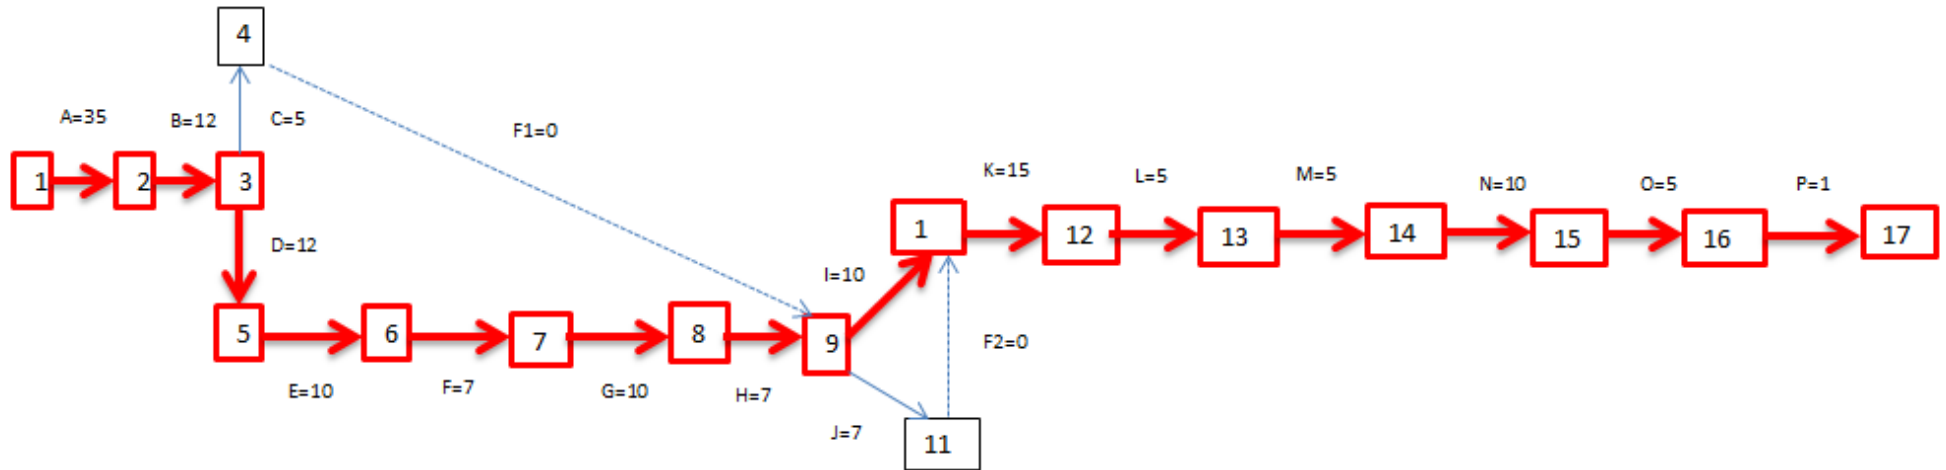 4
A=35
B=12
C=5
F1=0
1
2
3
K=15
L=5
M=5
N=10
O=5
P=1
1
12
13
14
15
16
17
D=12
I=10
5
6
7
8
9
F2=0
E=10
F=7
G=10
H=7
J=7
11